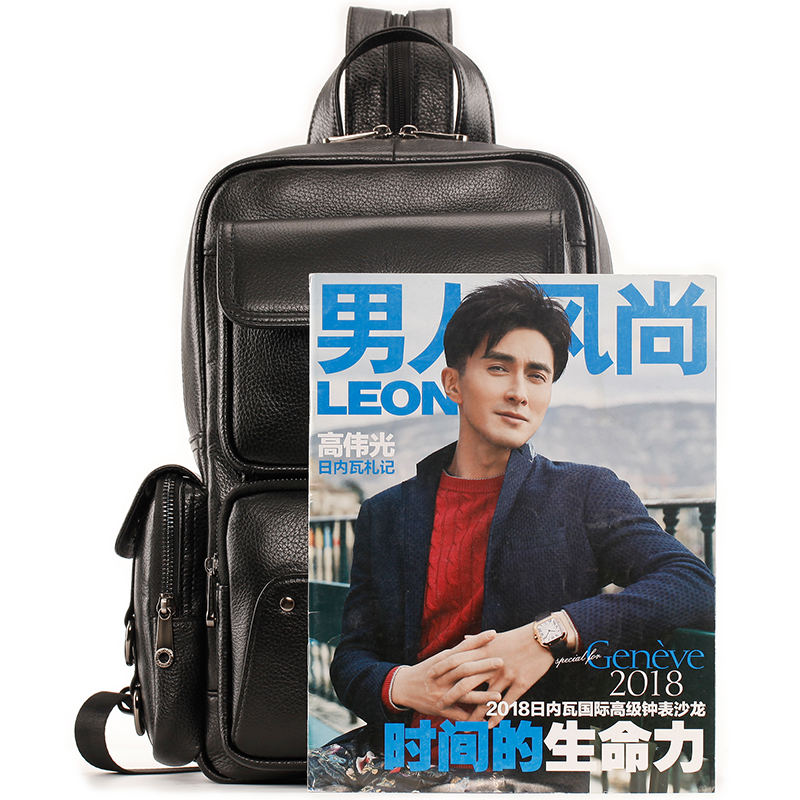 男人风尚
LEON
高伟光
日内瓦札记
special for Genève
2018
2018日内瓦国际高级钟表沙龙
时间的生命力